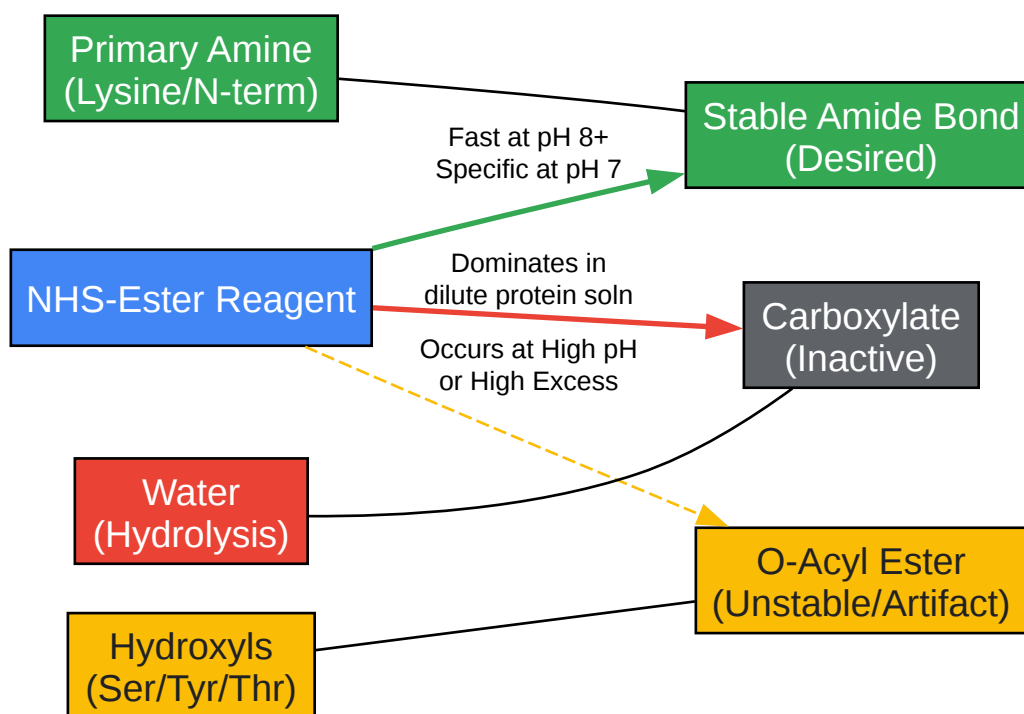 Primary Amine
(Lysine/N-term)
Stable Amide Bond
(Desired)
Fast at pH 8+
Specific at pH 7
NHS-Ester Reagent
Dominates in
dilute protein soln
Carboxylate
(Inactive)
Occurs at High pH
or High Excess
Water
(Hydrolysis)
O-Acyl Ester
(Unstable/Artifact)
Hydroxyls
(Ser/Tyr/Thr)